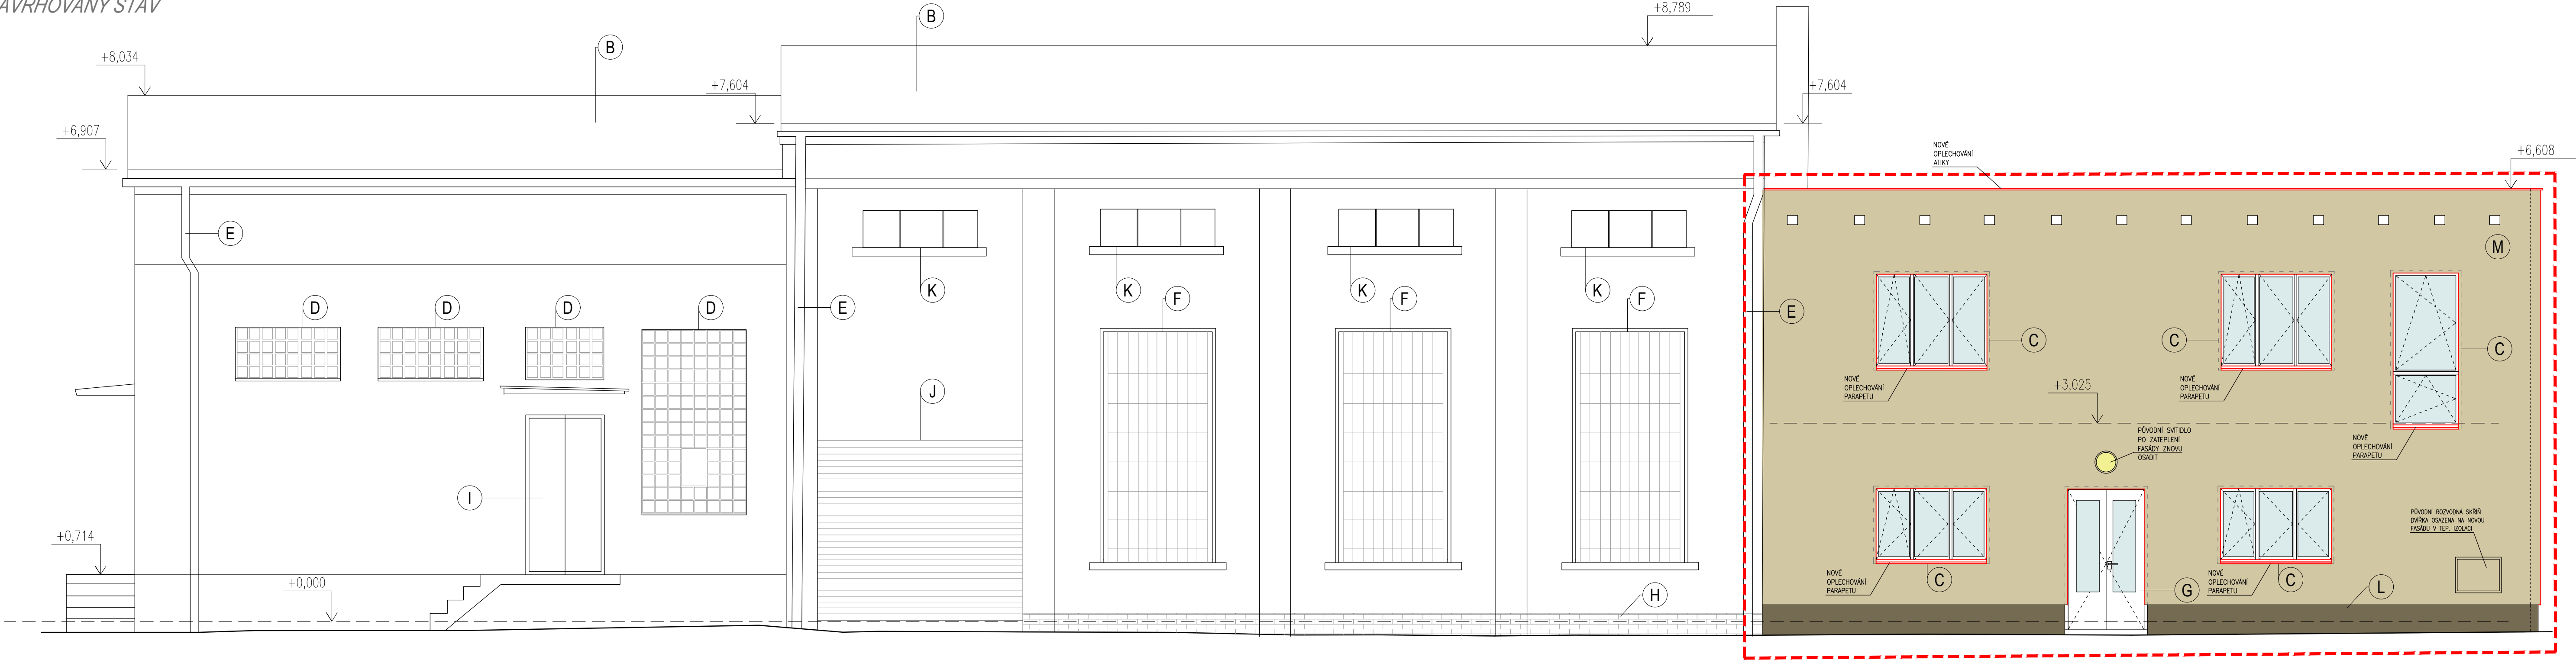 AVRHOVANÝ STAV
B
B
+8,789
+8,034
+7,604
+7,604
+6,907
NOVÉ
OPLECHOVÁNÍ
ATIKY
+6,608
E
M
K
K
K
K
D
D
D
D
E
F
F
F
E
C
C
C
NOVÉ
OPLECHOVÁNÍ
PARAPETU
NOVÉ
OPLECHOVÁNÍ
PARAPETU
+3,025
J
PŮVODNÍ SVÍTIDLO
PO ZATEPLENÍ
FASÁDY ZNOVU
OSADIT
NOVÉ
OPLECHOVÁNÍ
PARAPETU
I
PŮVODNÍ ROZVODNÁ SKŘÍŇ
DVÍŘKA OSAZENA NA NOVOU
FASÁDU V TEP. IZOLACI
+0,714
+0,000
NOVÉ
OPLECHOVÁNÍ
PARAPETU
C
NOVÉ
OPLECHOVÁNÍ
PARAPETU
C
G
L
H